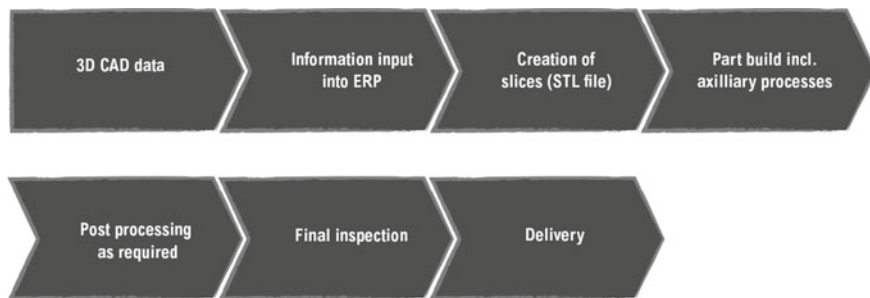 3D CAD data
Information input
into ERP
Creation of
slices (STL file)
Part build incl.
axilliary processes
Post processing
as required
Final inspection
Delivery